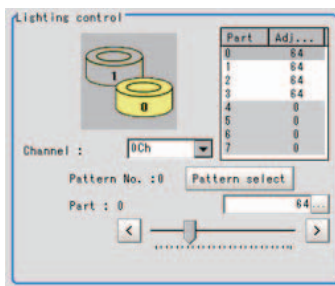 Lighting control
Part Adj...
0 64
1 64
2 64
3 64
4 0
5 0
6 0
7 0
1
0
Channel : 0Ch
Pattern No. :0 Pattern select
Part : 0 64 ...
< >